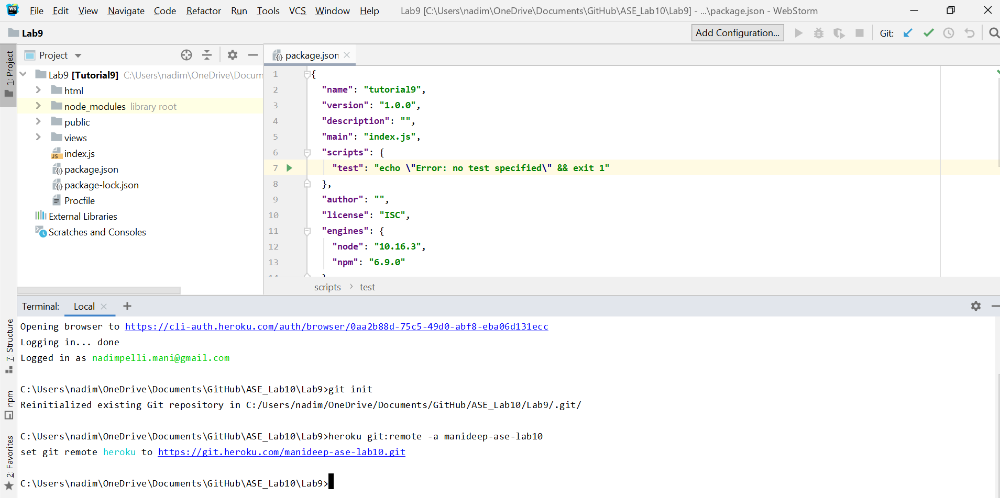 WS File Edit View Navigate Code Refactor Run Tools VCS Window Help Lab9 [C:\Users\nadim\OneDrive\Documents\GitHub\ASE_Lab10\Lab9] - ...\package.json - WebStorm
Lab9 Add Configuration... Git:
1: Project
Project
package.json
Lab9 [Tutorial9] C:\Users\nadim\OneDrive\Docum
html
node_modules library root
public
views
JS index.js
package.json
package-lock.json
Procfile
External Libraries
Scratches and Consoles
1 {
2 "name": "tutorial9",
3 "version": "1.0.0",
4 "description": "",
5 "main": "index.js",
6 "scripts": {
7 "test": "echo \"Error: no test specified\" && exit 1"
8 },
9 "author": "",
10 "license": "ISC",
11 "engines": {
12 "node": "10.16.3",
13 "npm": "6.9.0"
scripts › test
Terminal: Local
7: Structure
npm
2: Favorites
Opening browser to https://cli-auth.heroku.com/auth/browser/0aa2b88d-75c5-49d0-abf8-eba06d131ecc
Logging in... done
Logged in as nadimpelli.mani@gmail.com
C:\Users\nadim\OneDrive\Documents\GitHub\ASE_Lab10\Lab9>git init
Reinitialized existing Git repository in C:/Users/nadim/OneDrive/Documents/GitHub/ASE_Lab10/Lab9/.git/
C:\Users\nadim\OneDrive\Documents\GitHub\ASE_Lab10\Lab9>heroku git:remote -a manideep-ase-lab10
set git remote heroku to https://git.heroku.com/manideep-ase-lab10.git
C:\Users\nadim\OneDrive\Documents\GitHub\ASE_Lab10\Lab9>